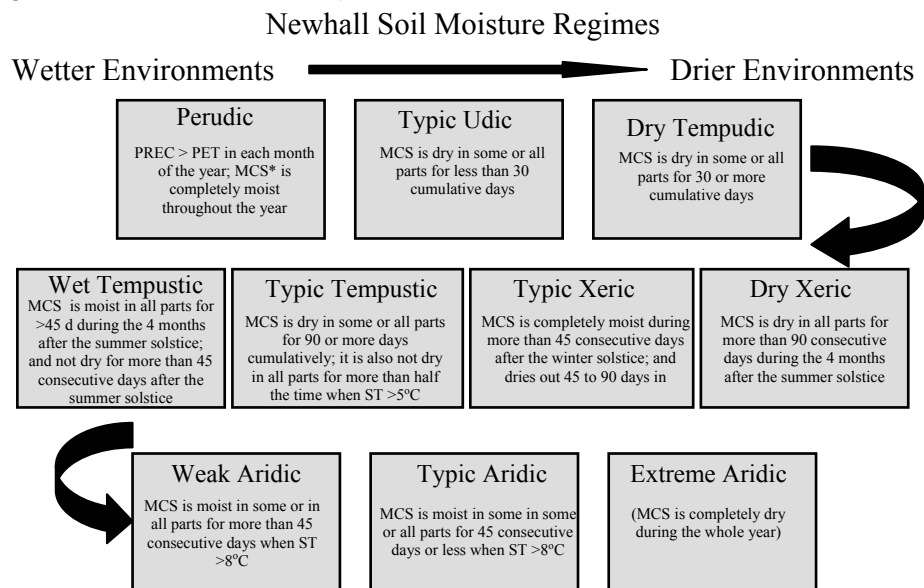 Newhall Soil Moisture Regimes
Wetter Environments
Drier Environments
Perudic
PREC > PET in each month
of the year; MCS* is
completely moist
throughout the year
Typic Udic
MCS is dry in some or all
parts for less than 30
cumulative days
Dry Tempudic
MCS is dry in some or all
parts for 30 or more
cumulative days
Wet Tempustic
MCS is moist in all parts for
>45 d during the 4 months
after the summer solstice;
and not dry for more than 45
consecutive days after the
summer solstice
Typic Tempustic
MCS is dry in some or all parts
for 90 or more days
cumulatively; it is also not dry
in all parts for more than half
the time when ST >5ºC
Typic Xeric
MCS is completely moist during
more than 45 consecutive days
after the winter solstice; and
dries out 45 to 90 days in
Dry Xeric
MCS is dry in all parts for
more than 90 consecutive
days during the 4 months
after the summer solstice
Weak Aridic
MCS is moist in some or in
all parts for more than 45
consecutive days when ST
>8ºC
Typic Aridic
MCS is moist in some in some
or all parts for 45 consecutive
days or less when ST >8ºC
Extreme Aridic
(MCS is completely dry
during the whole year)